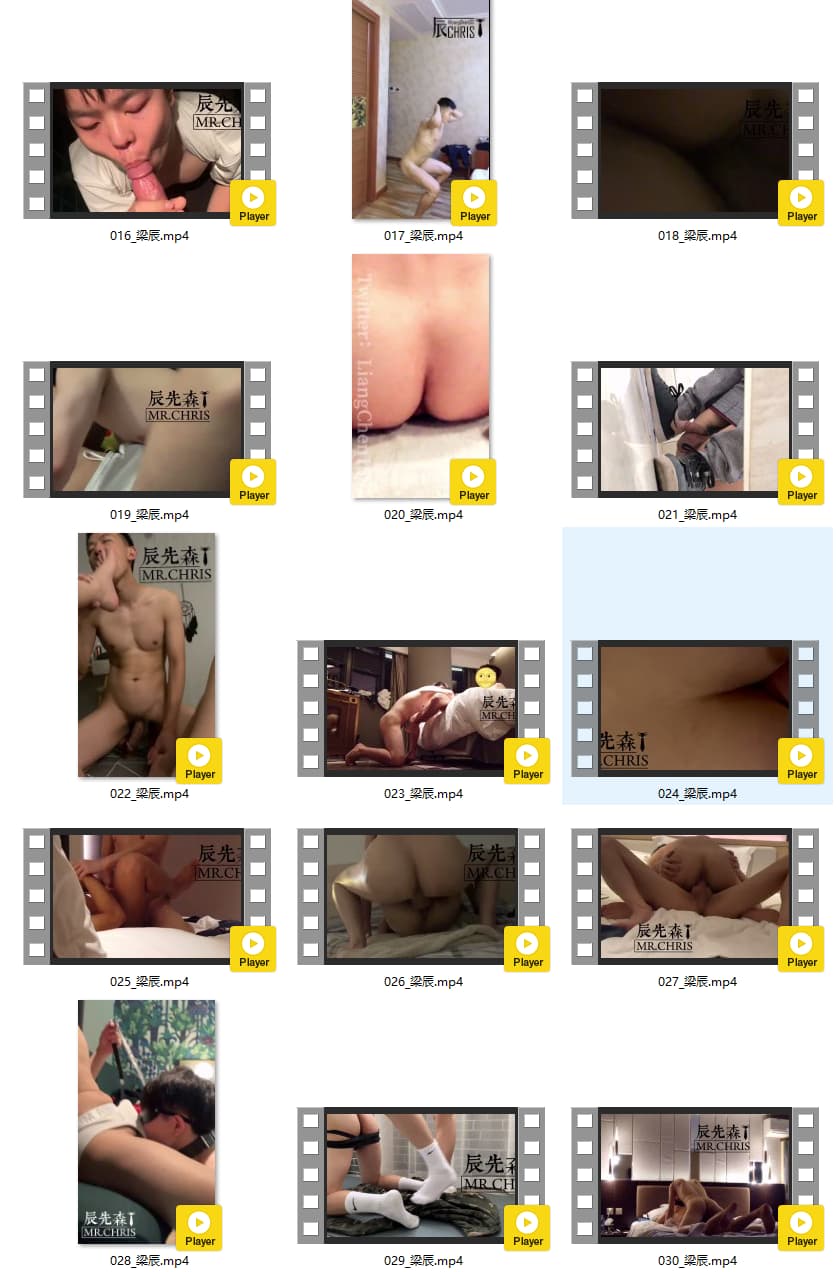 辰先
MR.CH
Player
016_梁辰.mp4
辰CHRIS
Player
017_梁辰.mp4
辰先
MR.CH
Player
018_梁辰.mp4
辰先森
MR.CHRIS
Player
019_梁辰.mp4
Twitter: LiangChen
Player
020_梁辰.mp4
Player
021_梁辰.mp4
辰先森
MR.CHRIS
Player
022_梁辰.mp4
辰先森
MR.CHRIS
Player
023_梁辰.mp4
先森
.CHRIS
Player
024_梁辰.mp4
辰先
MR.CH
Player
025_梁辰.mp4
辰先
MR.CH
Player
026_梁辰.mp4
辰先森
MR.CHRIS
Player
027_梁辰.mp4
辰先森
MR.CHRIS
Player
028_梁辰.mp4
辰先
MR.CH
Player
029_梁辰.mp4
辰先森
MR.CHRIS
Player
030_梁辰.mp4